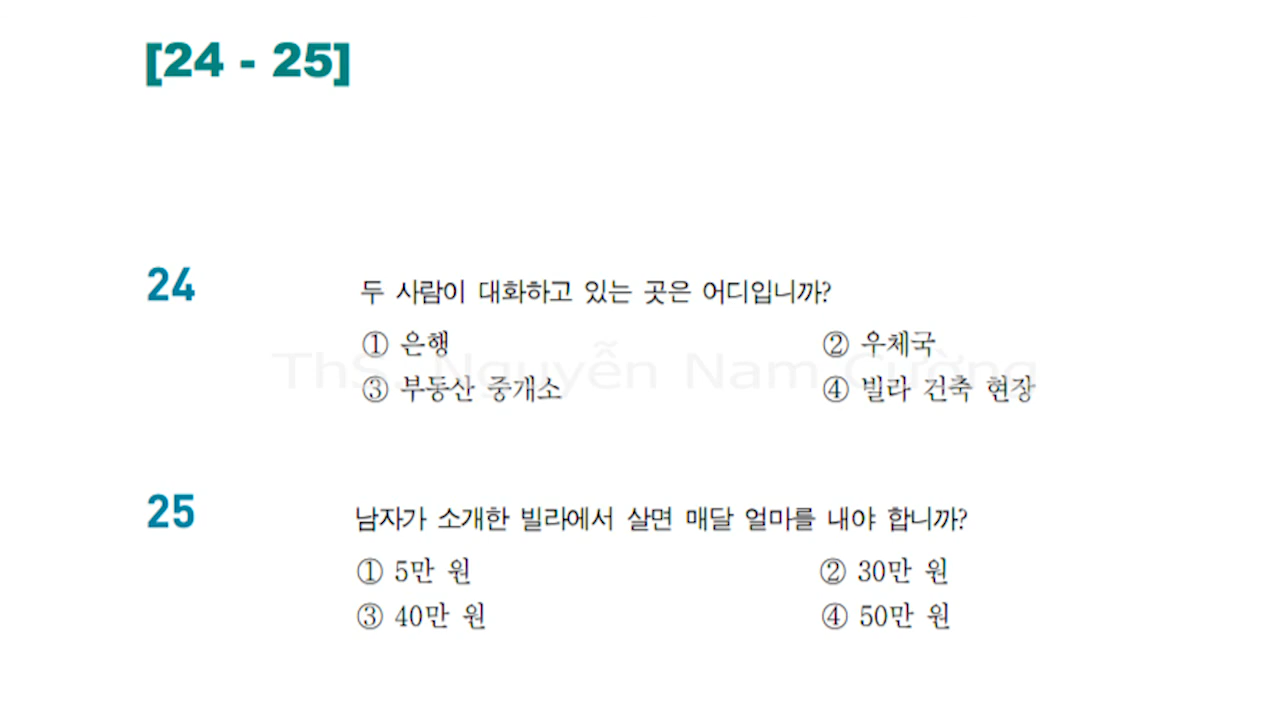 [24 - 25]
24 두 사람이 대화하고 있는 곳은 어디입니까?
① 은행 ② 우체국
ThS. Nguyễn Nam Cường
③ 부동산 중개소 ④ 빌라 건축 현장
25 남자가 소개한 빌라에서 살면 매달 얼마를 내야 합니까?
① 5만 원 ② 30만 원
③ 40만 원 ④ 50만 원